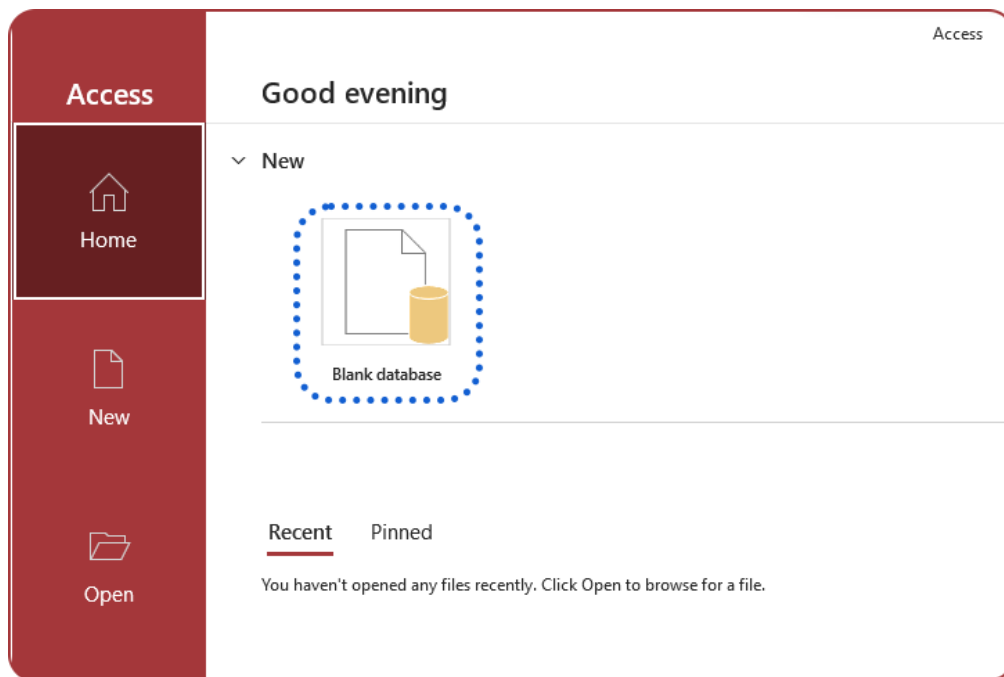 Access
Access
Good evening
New
Home
Blank database
New
Recent Pinned
You haven't opened any files recently. Click Open to browse for a file.
Open